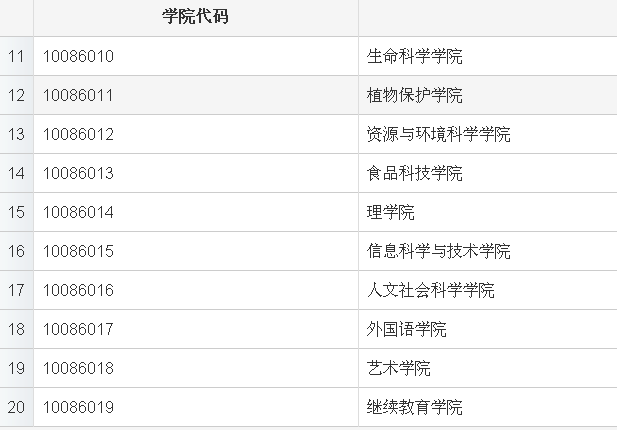 学院代码
11 10086010 生命科学学院
12 10086011 植物保护学院
13 10086012 资源与环境科学学院
14 10086013 食品科技学院
15 10086014 理学院
16 10086015 信息科学与技术学院
17 10086016 人文社会科学学院
18 10086017 外国语学院
19 10086018 艺术学院
20 10086019 继续教育学院